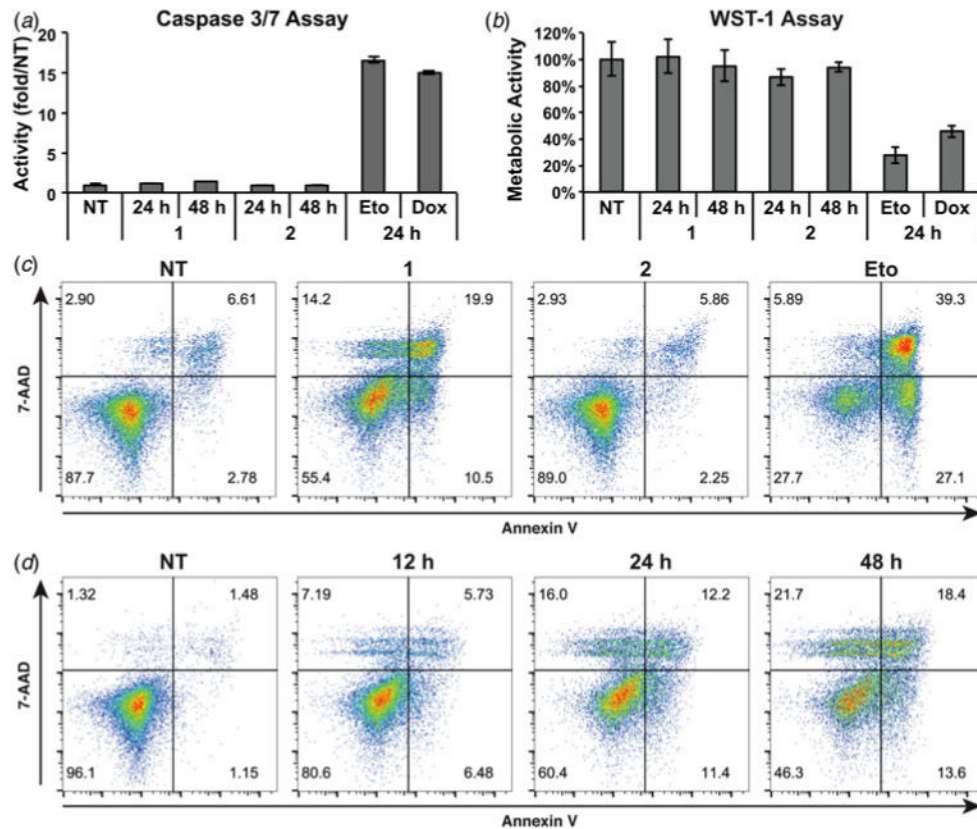 (a) Caspase 3/7 Assay
Activity (fold/NT)
20
15
10
5
0
NT 24 h 48 h 24 h 48 h Eto Dox
1 2 24 h
(b) WST-1 Assay
Metabolic Activity
120%
100%
80%
60%
40%
20%
0%
NT 24 h 48 h 24 h 48 h Eto Dox
1 2 24 h
(c) NT 1 2 Eto
7-AAD
2.90 6.61 14.2 19.9 2.93 5.86 5.89 39.3
87.7 2.78 55.4 10.5 89.0 2.25 27.7 27.1
Annexin V
(d) NT 12 h 24 h 48 h
7-AAD
1.32 1.48 7.19 5.73 16.0 12.2 21.7 18.4
96.1 1.15 80.6 6.48 60.4 11.4 46.3 13.6
Annexin V